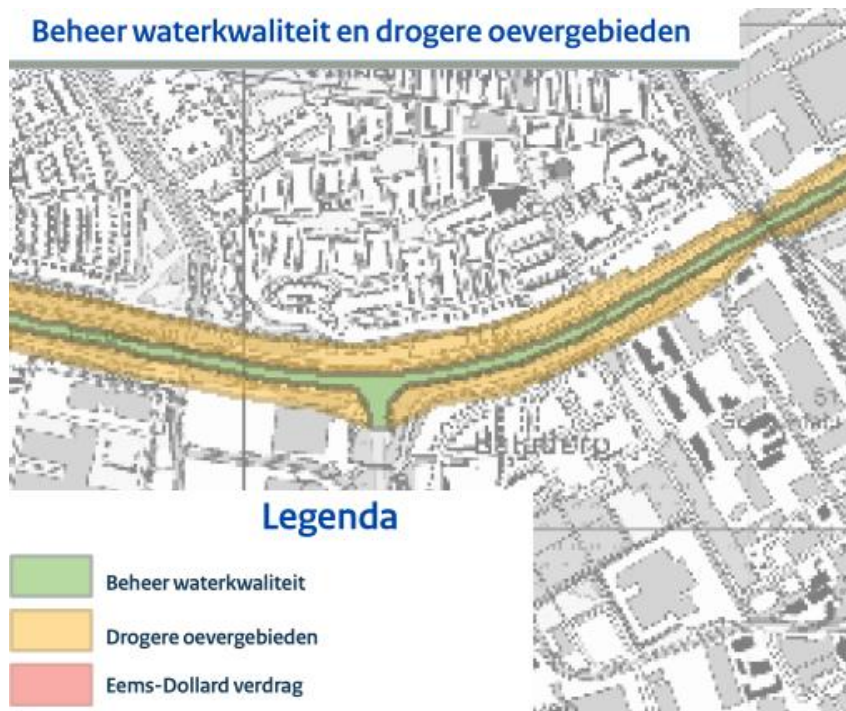 Beheer waterkwaliteit en drogere oevergebieden
Legenda
Beheer waterkwaliteit
Drogere oevergebieden
Eems-Dollard verdrag